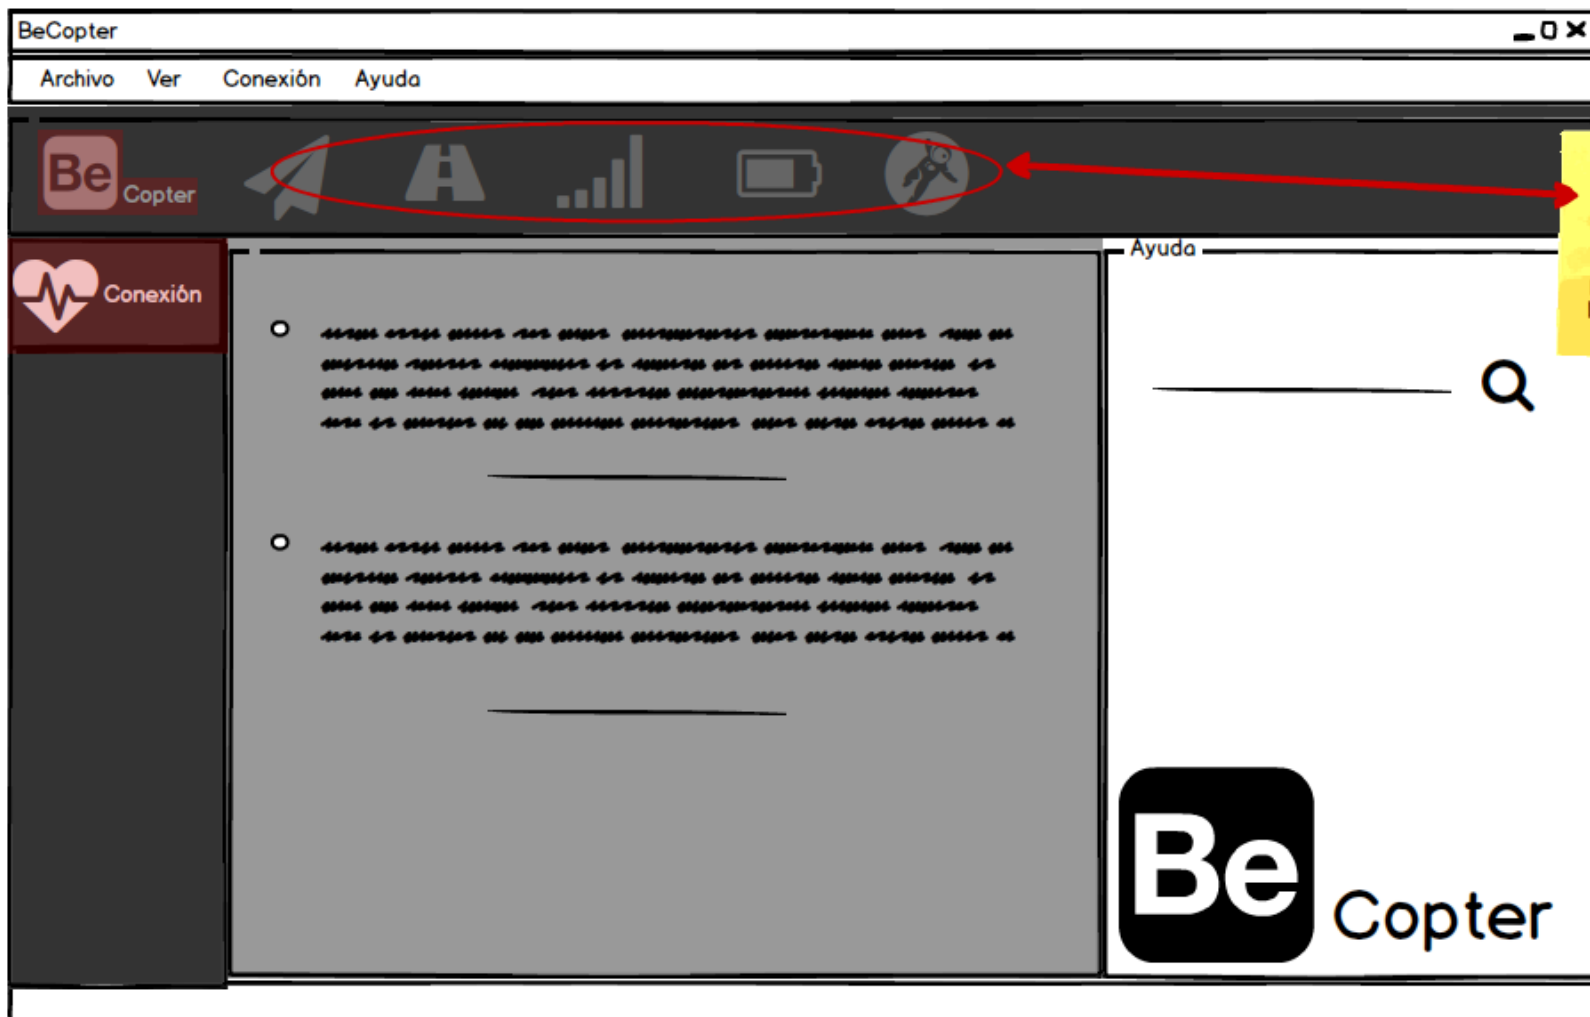 BeCopter
Archivo Ver Conexión Ayuda
Be Copter
Conexión
Ayuda
Be Copter